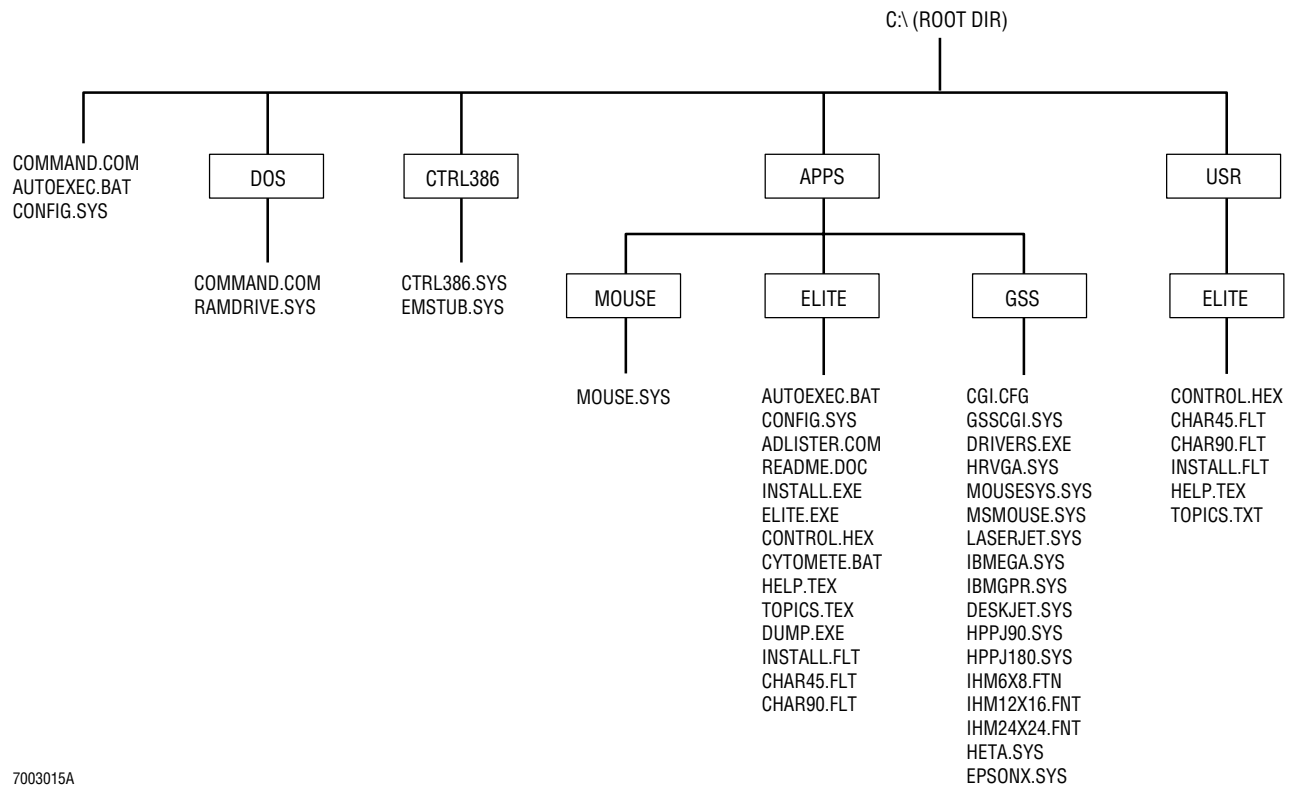 C:\ (ROOT DIR)
COMMAND.COM
AUTOEXEC.BAT
CONFIG.SYS
DOS
CTRL386
APPS
USR
COMMAND.COM
RAMDRIVE.SYS
CTRL386.SYS
EMSTUB.SYS
MOUSE
ELITE
GSS
ELITE
MOUSE.SYS
AUTOEXEC.BAT
CONFIG.SYS
ADLISTER.COM
README.DOC
INSTALL.EXE
ELITE.EXE
CONTROL.HEX
CYTOMETE.BAT
HELP.TEX
TOPICS.TEX
DUMP.EXE
INSTALL.FLT
CHAR45.FLT
CHAR90.FLT
CGI.CFG
GSSCGI.SYS
DRIVERS.EXE
HRVGA.SYS
MOUSESYS.SYS
MSMOUSE.SYS
LASERJET.SYS
IBMEGA.SYS
IBMGPR.SYS
DESKJET.SYS
HPPJ90.SYS
HPPJ180.SYS
IHM6X8.FTN
IHM12X16.FNT
IHM24X24.FNT
HETA.SYS
EPSONX.SYS
CONTROL.HEX
CHAR45.FLT
CHAR90.FLT
INSTALL.FLT
HELP.TEX
TOPICS.TXT
7003015A